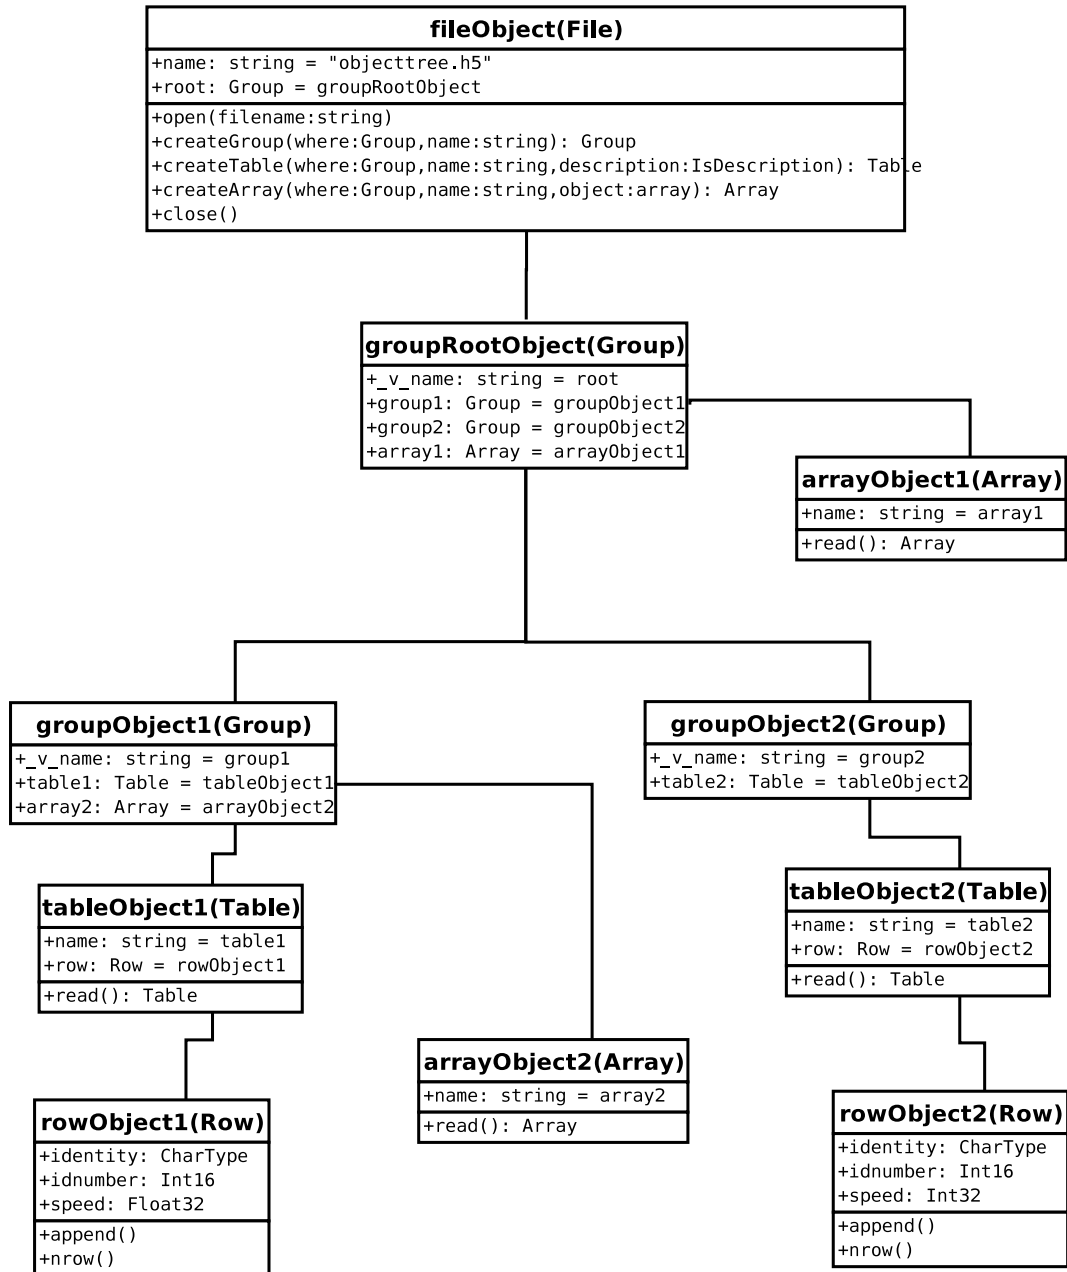 fileObject(File)
+name: string = "objecttree.h5"
+root: Group = groupRootObject
+open(filename:string)
+createGroup(where:Group,name:string): Group
+createTable(where:Group,name:string,description:IsDescription): Table
+createArray(where:Group,name:string,object:array): Array
+close()
groupRootObject(Group)
+_v_name: string = root
+group1: Group = groupObject1
+group2: Group = groupObject2
+array1: Array = arrayObject1
arrayObject1(Array)
+name: string = array1
+read(): Array
groupObject1(Group)
+_v_name: string = group1
+table1: Table = tableObject1
+array2: Array = arrayObject2
groupObject2(Group)
+_v_name: string = group2
+table2: Table = tableObject2
tableObject1(Table)
+name: string = table1
+row: Row = rowObject1
+read(): Table
tableObject2(Table)
+name: string = table2
+row: Row = rowObject2
+read(): Table
arrayObject2(Array)
+name: string = array2
+read(): Array
rowObject1(Row)
+identity: CharType
+idnumber: Int16
+speed: Float32
+append()
+nrow()
rowObject2(Row)
+identity: CharType
+idnumber: Int16
+speed: Int32
+append()
+nrow()